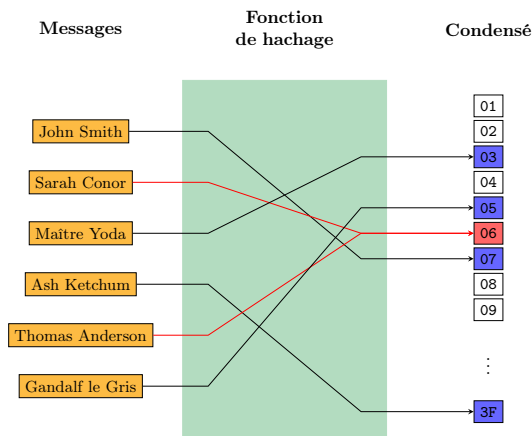 Messages
Fonction
de hachage
Condensé
John Smith
Sarah Conor
Maître Yoda
Ash Ketchum
Thomas Anderson
Gandalf le Gris
01
02
03
04
05
06
07
08
09
⋮
3F